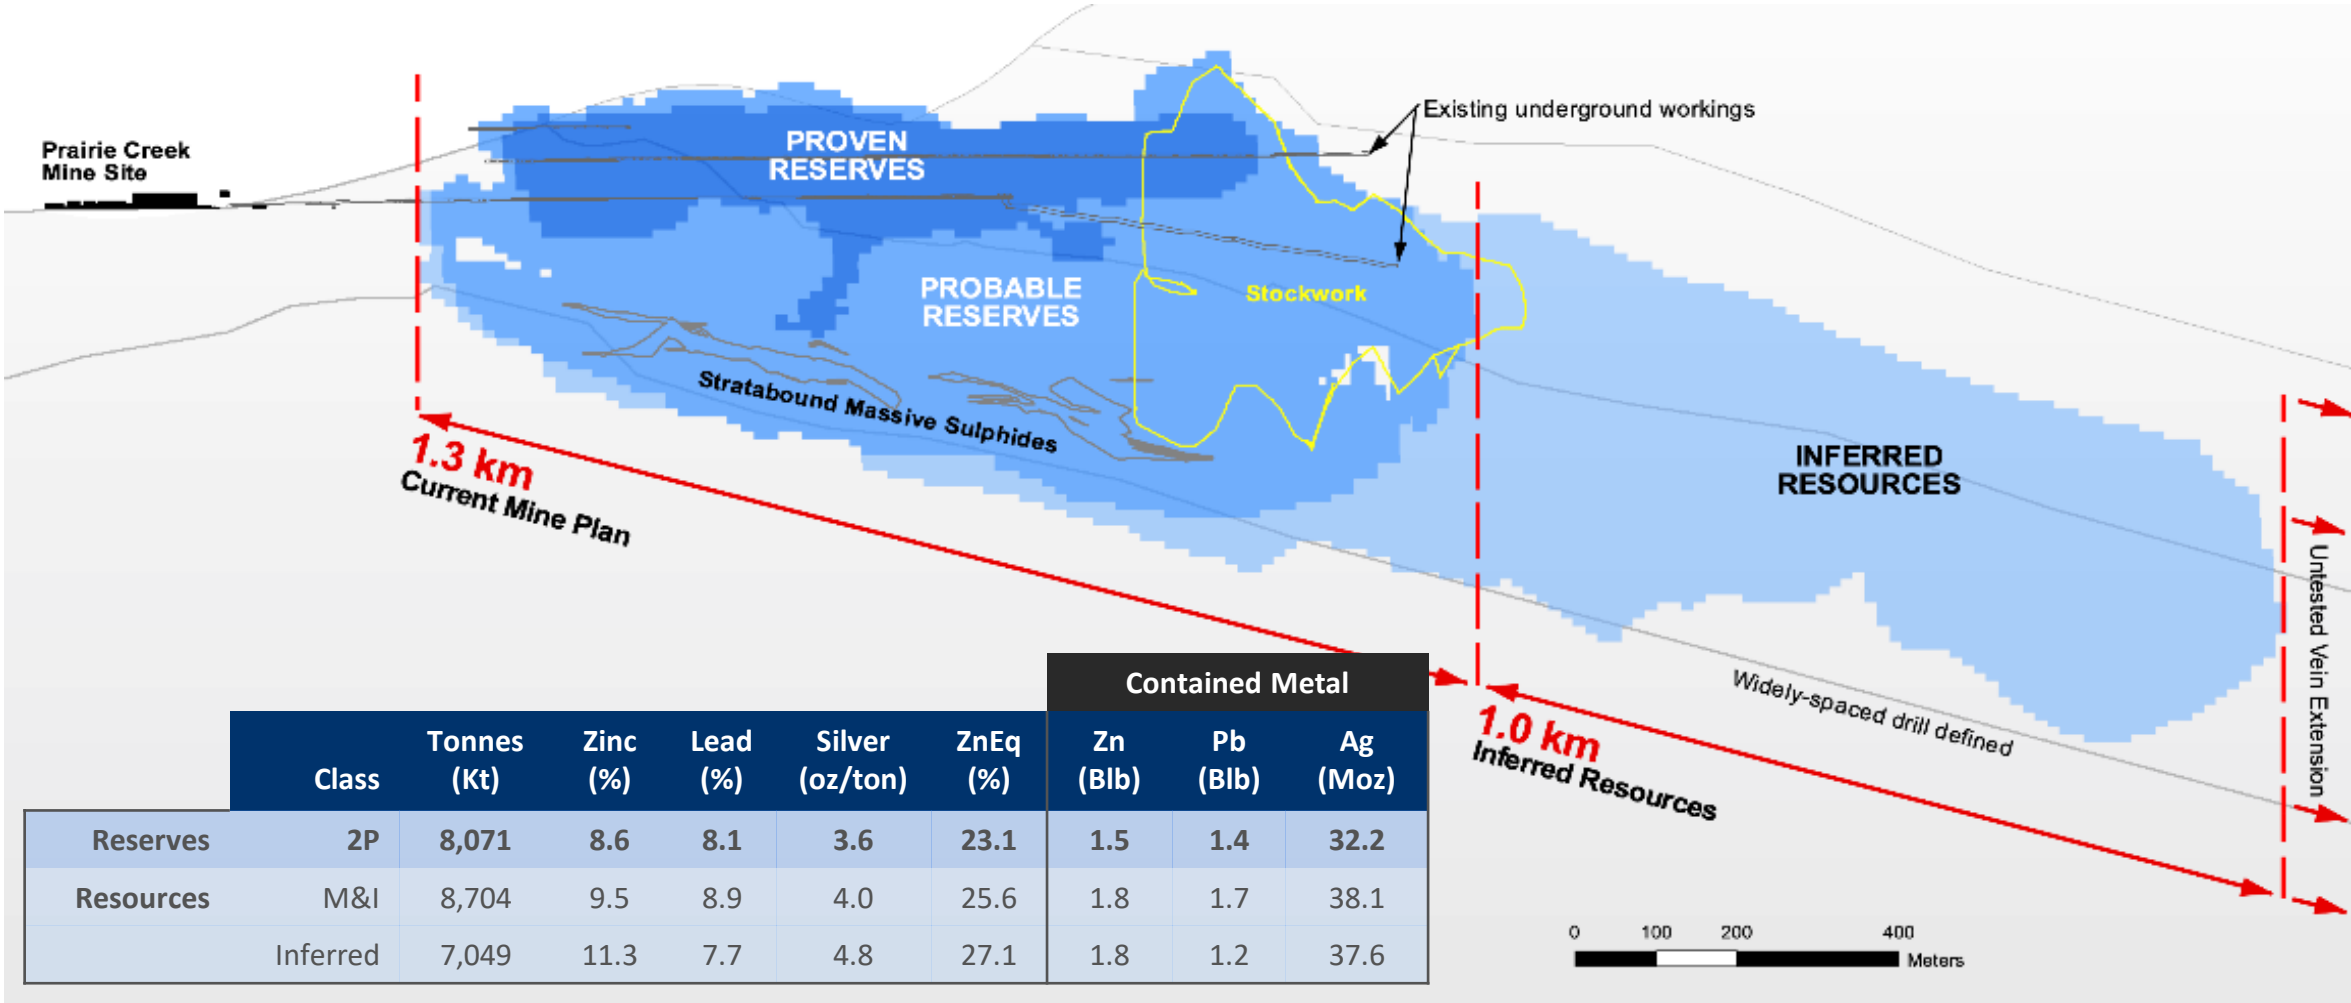 Prairie Creek
Mine Site
PROVEN
RESERVES
Existing underground workings
PROBABLE
RESERVES
Stockwork
Stratabound Massive Sulphides
INFERRED
RESOURCES
1.3 km
Current Mine Plan
1.0 km
Inferred Resources
Widely-spaced drill defined
Untested Vein Extension
Contained Metal
Class Tonnes (Kt) Zinc (%) Lead (%) Silver (oz/ton) ZnEq (%) Zn (Blb) Pb (Blb) Ag (Moz)
Reserves 2P 8,071 8.6 8.1 3.6 23.1 1.5 1.4 32.2
Resources M&I 8,704 9.5 8.9 4.0 25.6 1.8 1.7 38.1
Inferred 7,049 11.3 7.7 4.8 27.1 1.8 1.2 37.6
0 100 200 400
Meters